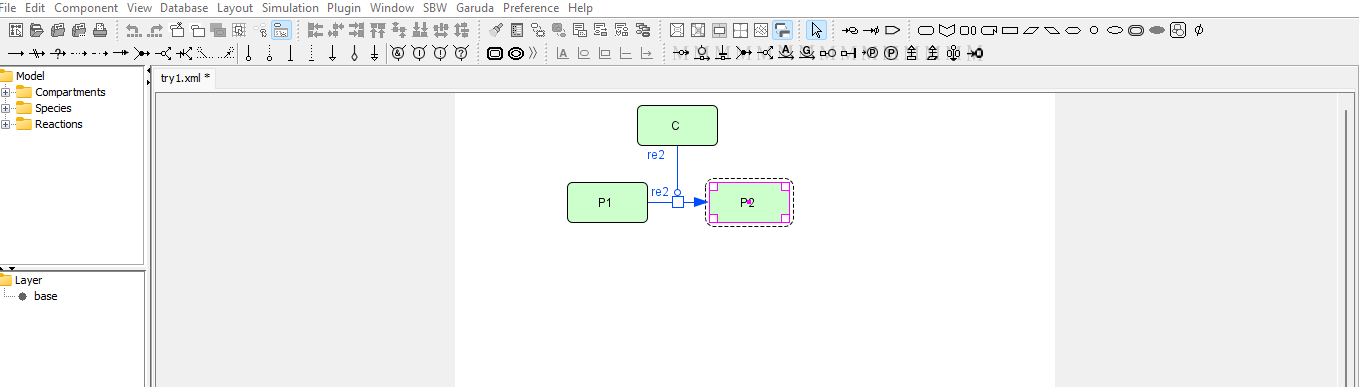 File Edit Component View Database Layout Simulation Plugin Window SBW Garuda Preference Help
Model
Compartments
Species
Reactions
try1.xml *
C
re2
P1
re2
P2
Layer
base